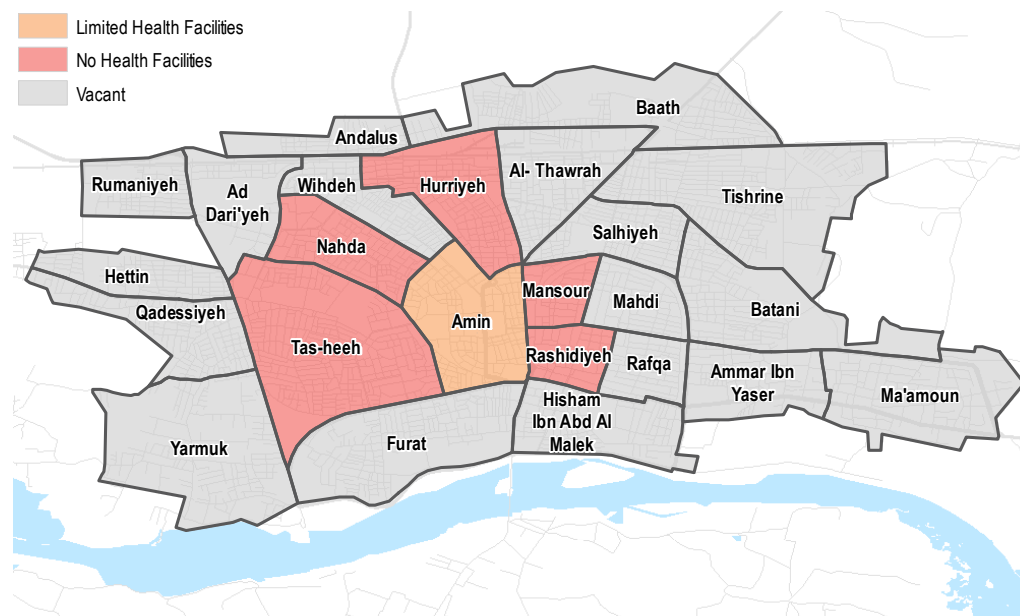 Limited Health Facilities
No Health Facilities
Vacant
Baath
Andalus
Al- Thawrah
Rumaniyeh
Wihdeh
Hurriyeh
Ad
Dari'yeh
Tishrine
Salhiyeh
Nahda
Hettin
Mansour
Mahdi
Qadessiyeh
Batani
Amin
Tas-heeh
Rashidiyeh
Rafqa
Ammar Ibn
Yaser
Ma'amoun
Hisham
Ibn Abd Al
Malek
Furat
Yarmuk